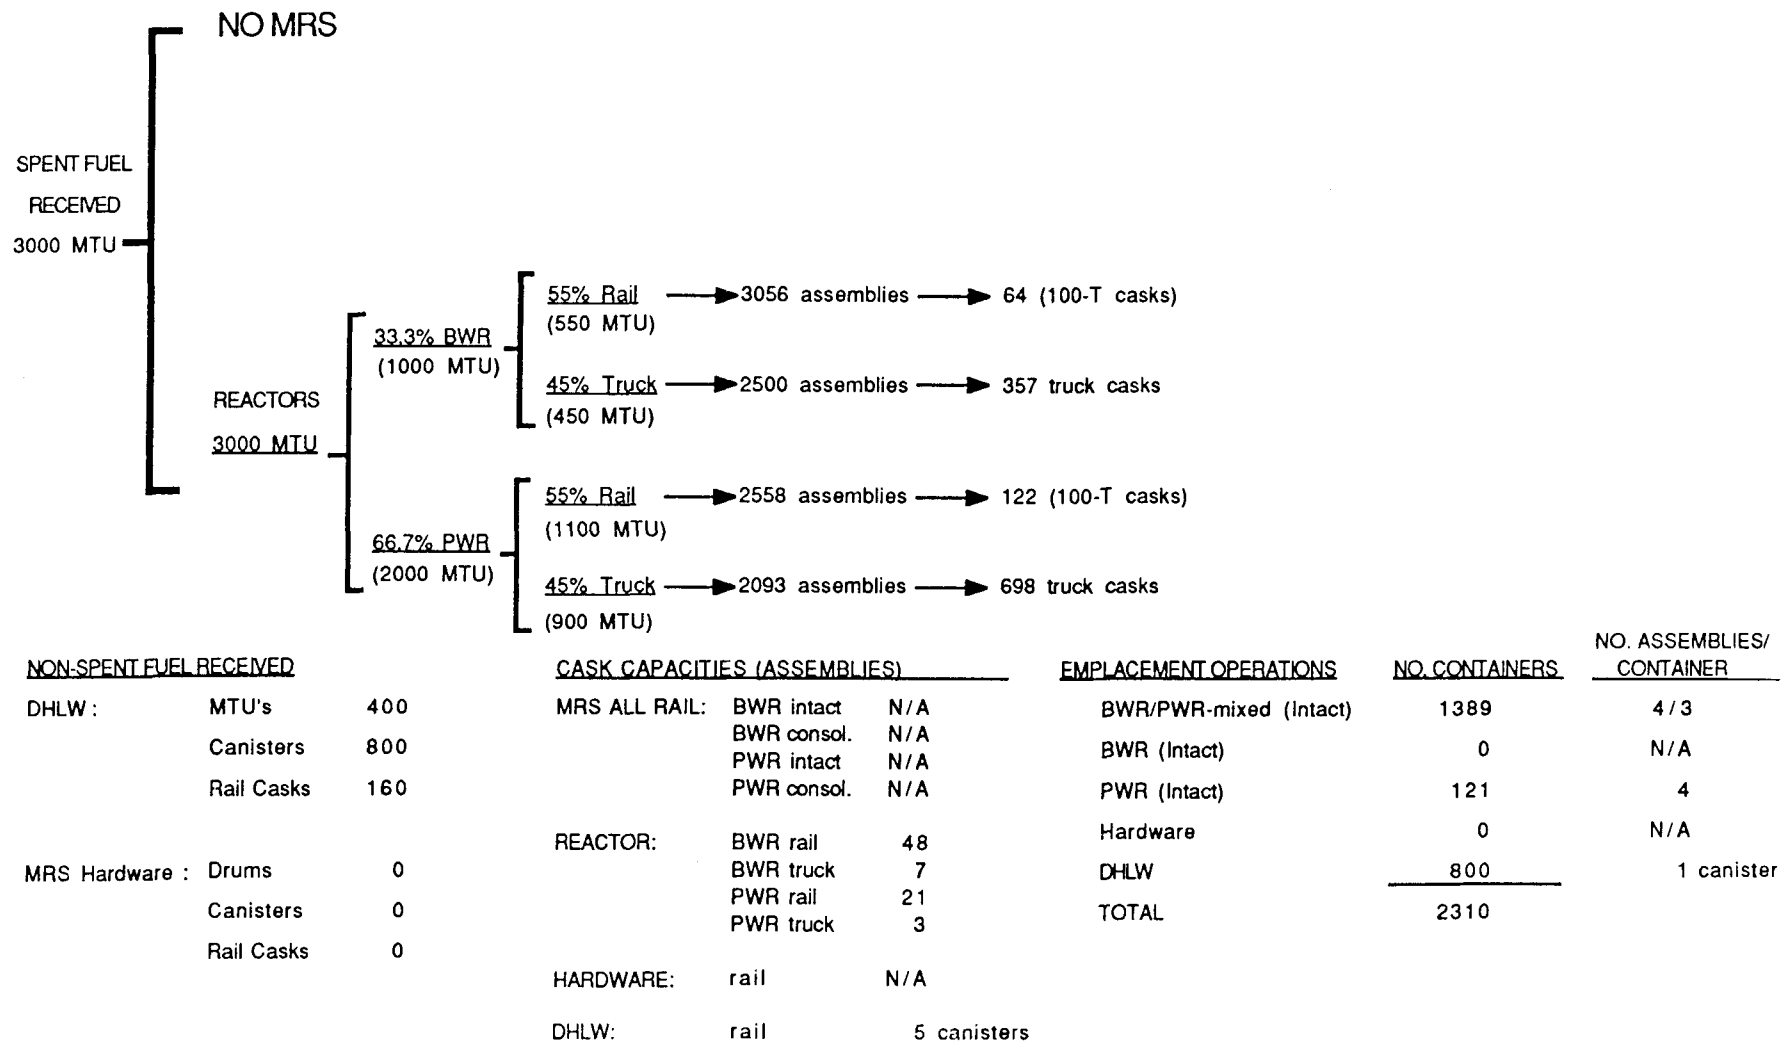 NO MRS
SPENT FUEL
RECEIVED
3000 MTU
REACTORS
3000 MTU
33.3% BWR
(1000 MTU)
55% Rail 3056 assemblies 64 (100-T casks)
(550 MTU)
45% Truck 2500 assemblies 357 truck casks
(450 MTU)
66.7% PWR
(2000 MTU)
55% Rail 2558 assemblies 122 (100-T casks)
(1100 MTU)
45% Truck 2093 assemblies 698 truck casks
(900 MTU)
NON-SPENT FUEL RECEIVED
DHLW : MTU's 400
Canisters 800
Rail Casks 160
MRS Hardware : Drums 0
Canisters 0
Rail Casks 0
CASK CAPACITIES (ASSEMBLIES)
MRS ALL RAIL: BWR intact N/A
BWR consol. N/A
PWR intact N/A
PWR consol. N/A
REACTOR: BWR rail 48
BWR truck 7
PWR rail 21
PWR truck 3
HARDWARE: rail N/A
DHLW: rail 5 canisters
NO. ASSEMBLIES/
EMPLACEMENT OPERATIONS NO. CONTAINERS CONTAINER
BWR/PWR-mixed (Intact) 1389 4/3
BWR (Intact) 0 N/A
PWR (Intact) 121 4
Hardware 0 N/A
DHLW 800 1 canister
TOTAL 2310